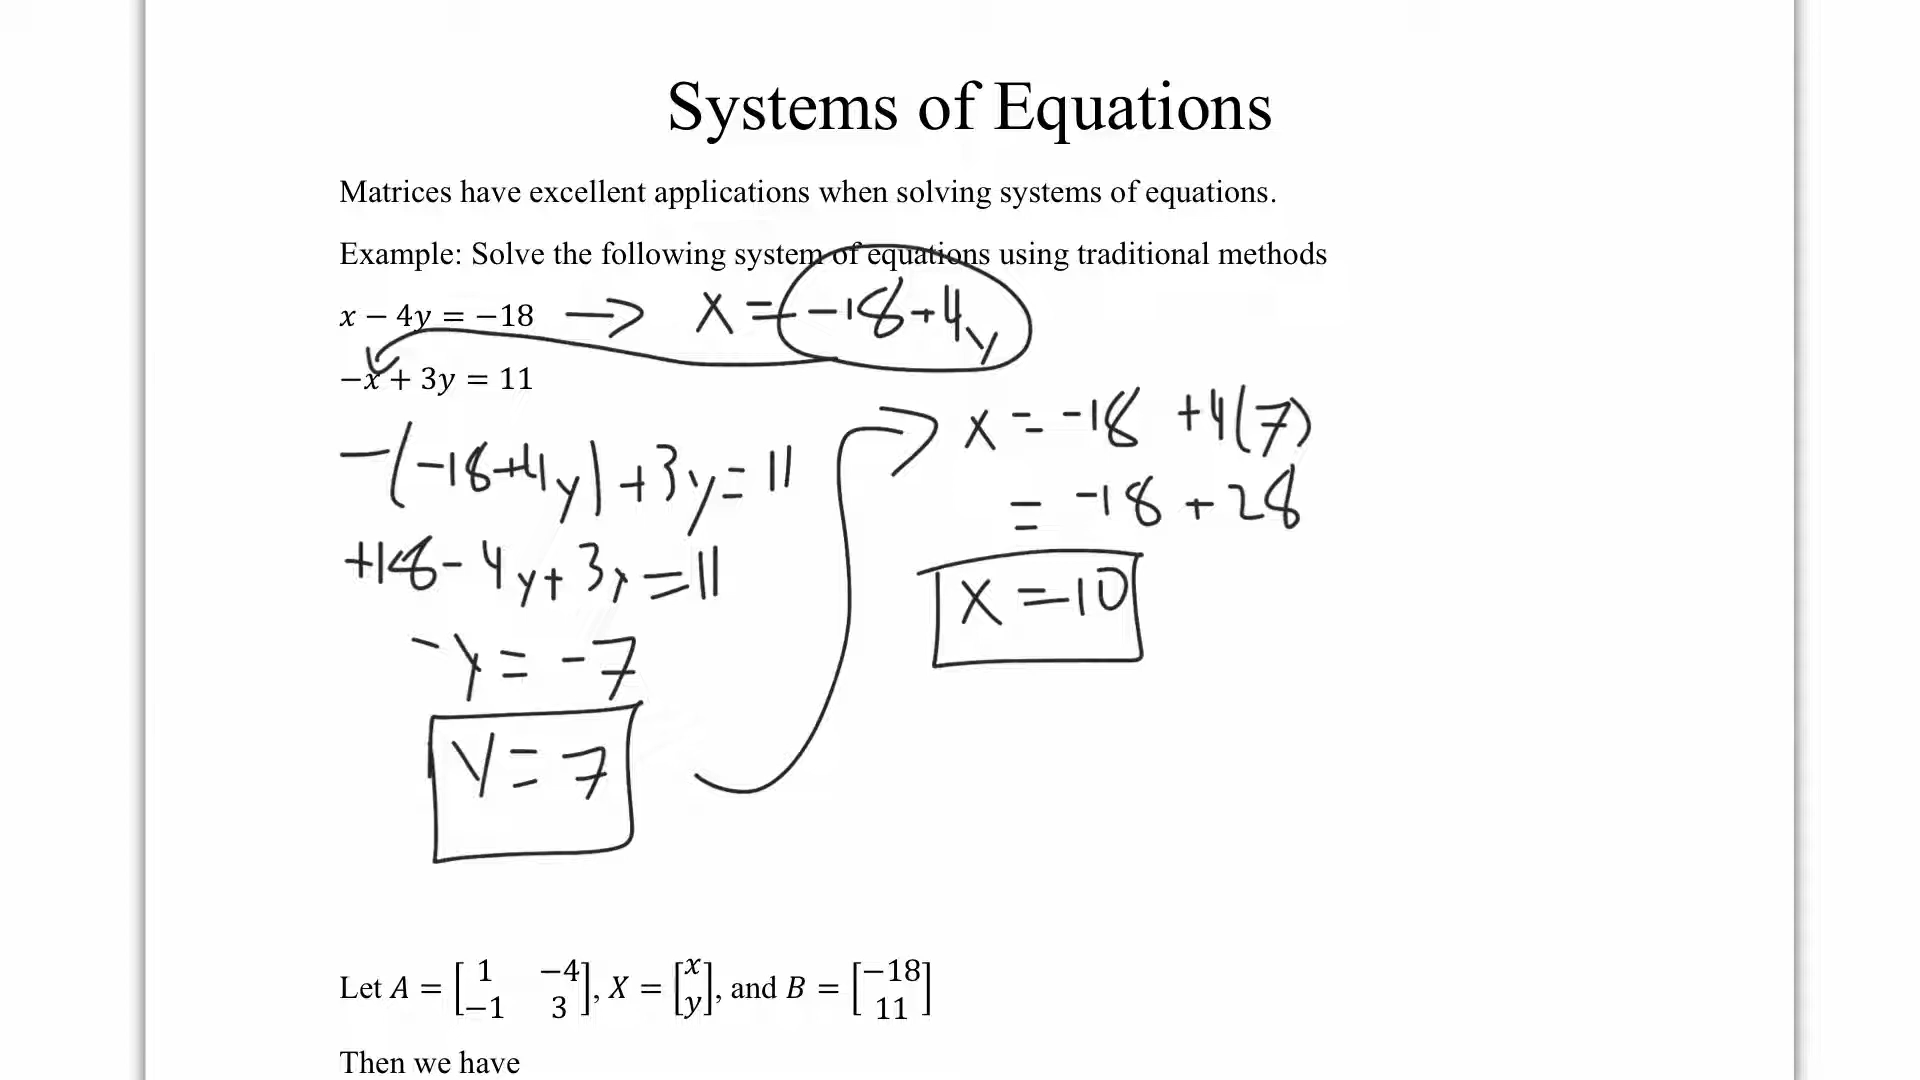 Systems of Equations
Matrices have excellent applications when solving systems of equations.
Example: Solve the following system of equations using traditional methods
x − 4y = −18 → x = −18+4y
−x + 3y = 11
−(−18+4y)+3y=11
+18−4y+3y=11
−y = −7
y = 7
x = −18 +4(7)
= −18 + 28
x = 10
Let A = [1 −4; −1 3], X = [x; y], and B = [−18; 11]
Then we have